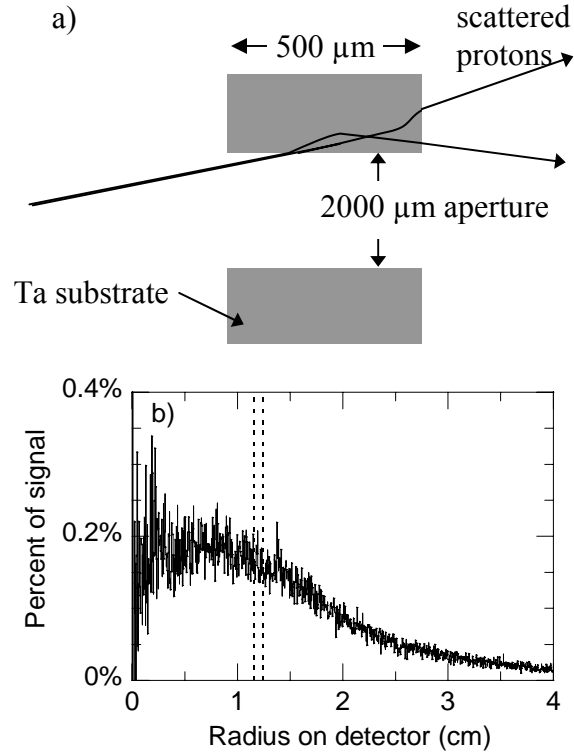 a)
500 µm
scattered
protons
2000 µm aperture
Ta substrate
b)
0.4%
0.2%
0%
Percent of signal
0
1
2
3
4
Radius on detector (cm)